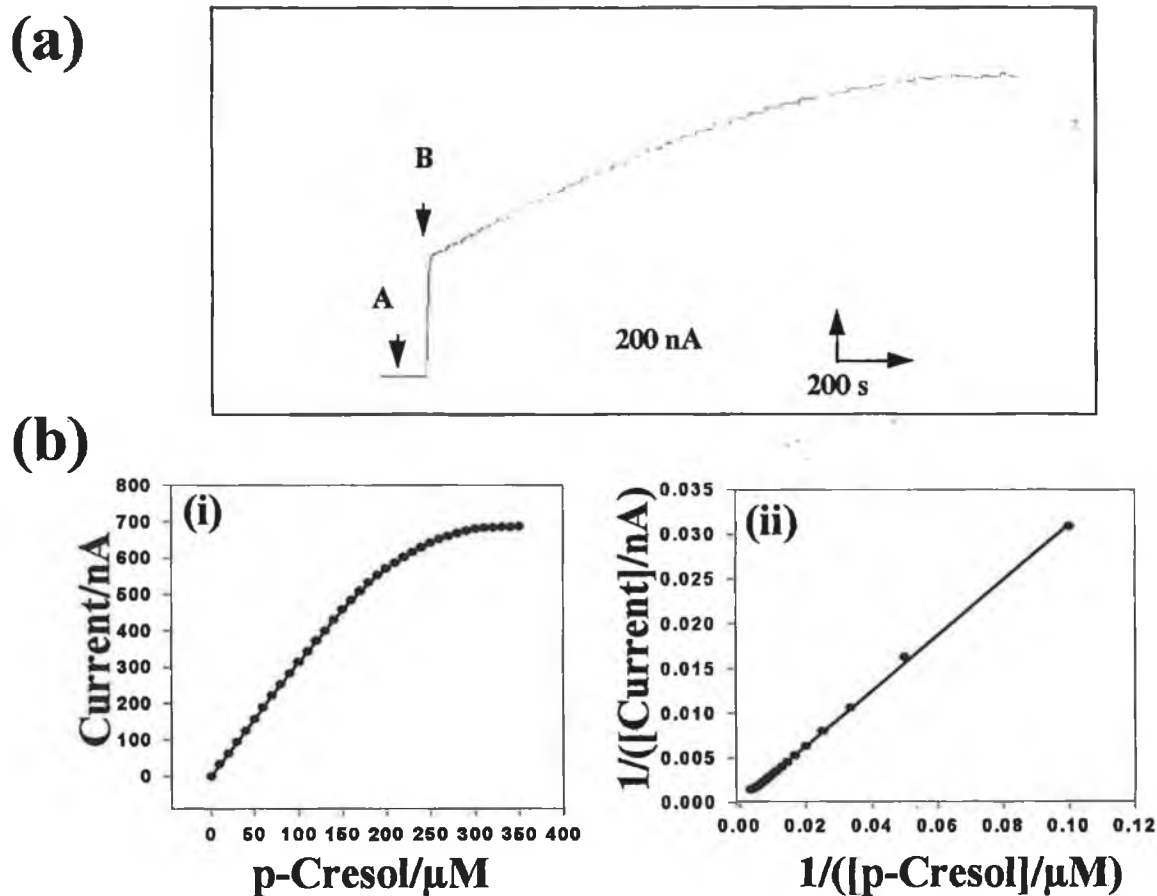 (a)
B
A
200 nA
200 s
(b)
(i)
Current/nA
800
700
600
500
400
300
200
100
0
0 50 100 150 200 250 300 350 400
p-Cresol/μM
(ii)
1/([Current]/nA)
0.035
0.030
0.025
0.020
0.015
0.010
0.005
0.000
0.00 0.02 0.04 0.06 0.08 0.10 0.12
1/([p-Cresol]/μM)